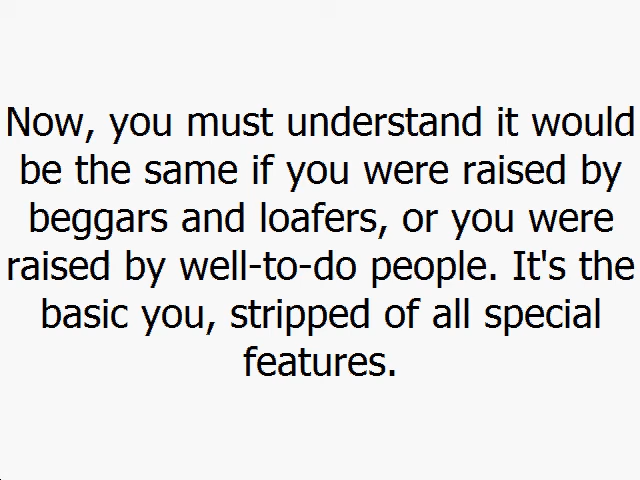 Now, you must understand it would
be the same if you were raised by
beggars and loafers, or you were
raised by well-to-do people. It's the
basic you, stripped of all special
features.